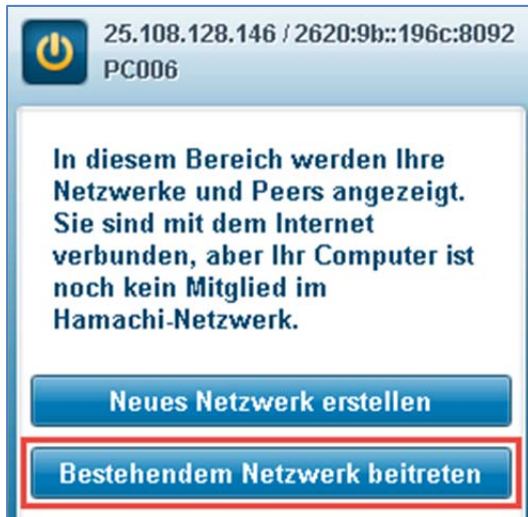 25.108.128.146 / 2620:9b::196c:8092
PC006
In diesem Bereich werden Ihre
Netzwerke und Peers angezeigt.
Sie sind mit dem Internet
verbunden, aber Ihr Computer ist
noch kein Mitglied im
Hamachi-Netzwerk.
Neues Netzwerk erstellen
Bestehendem Netzwerk beitreten